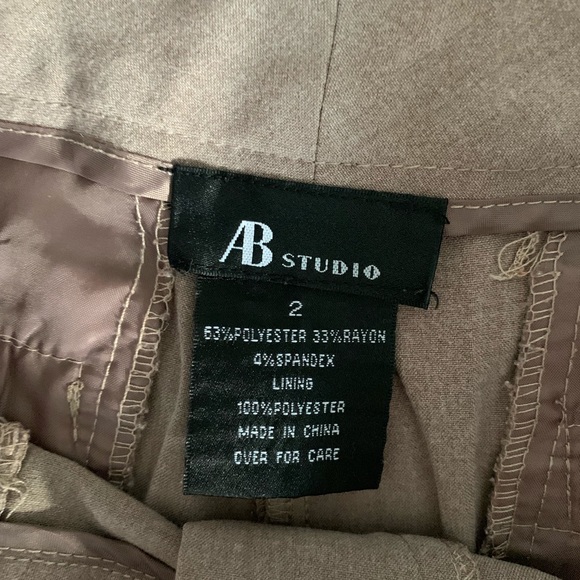 AB STUDIO
2
63%POLYESTER 33%RAYON
4%SPANDEX
LINING
100%POLYESTER
MADE IN CHINA
OVER FOR CARE